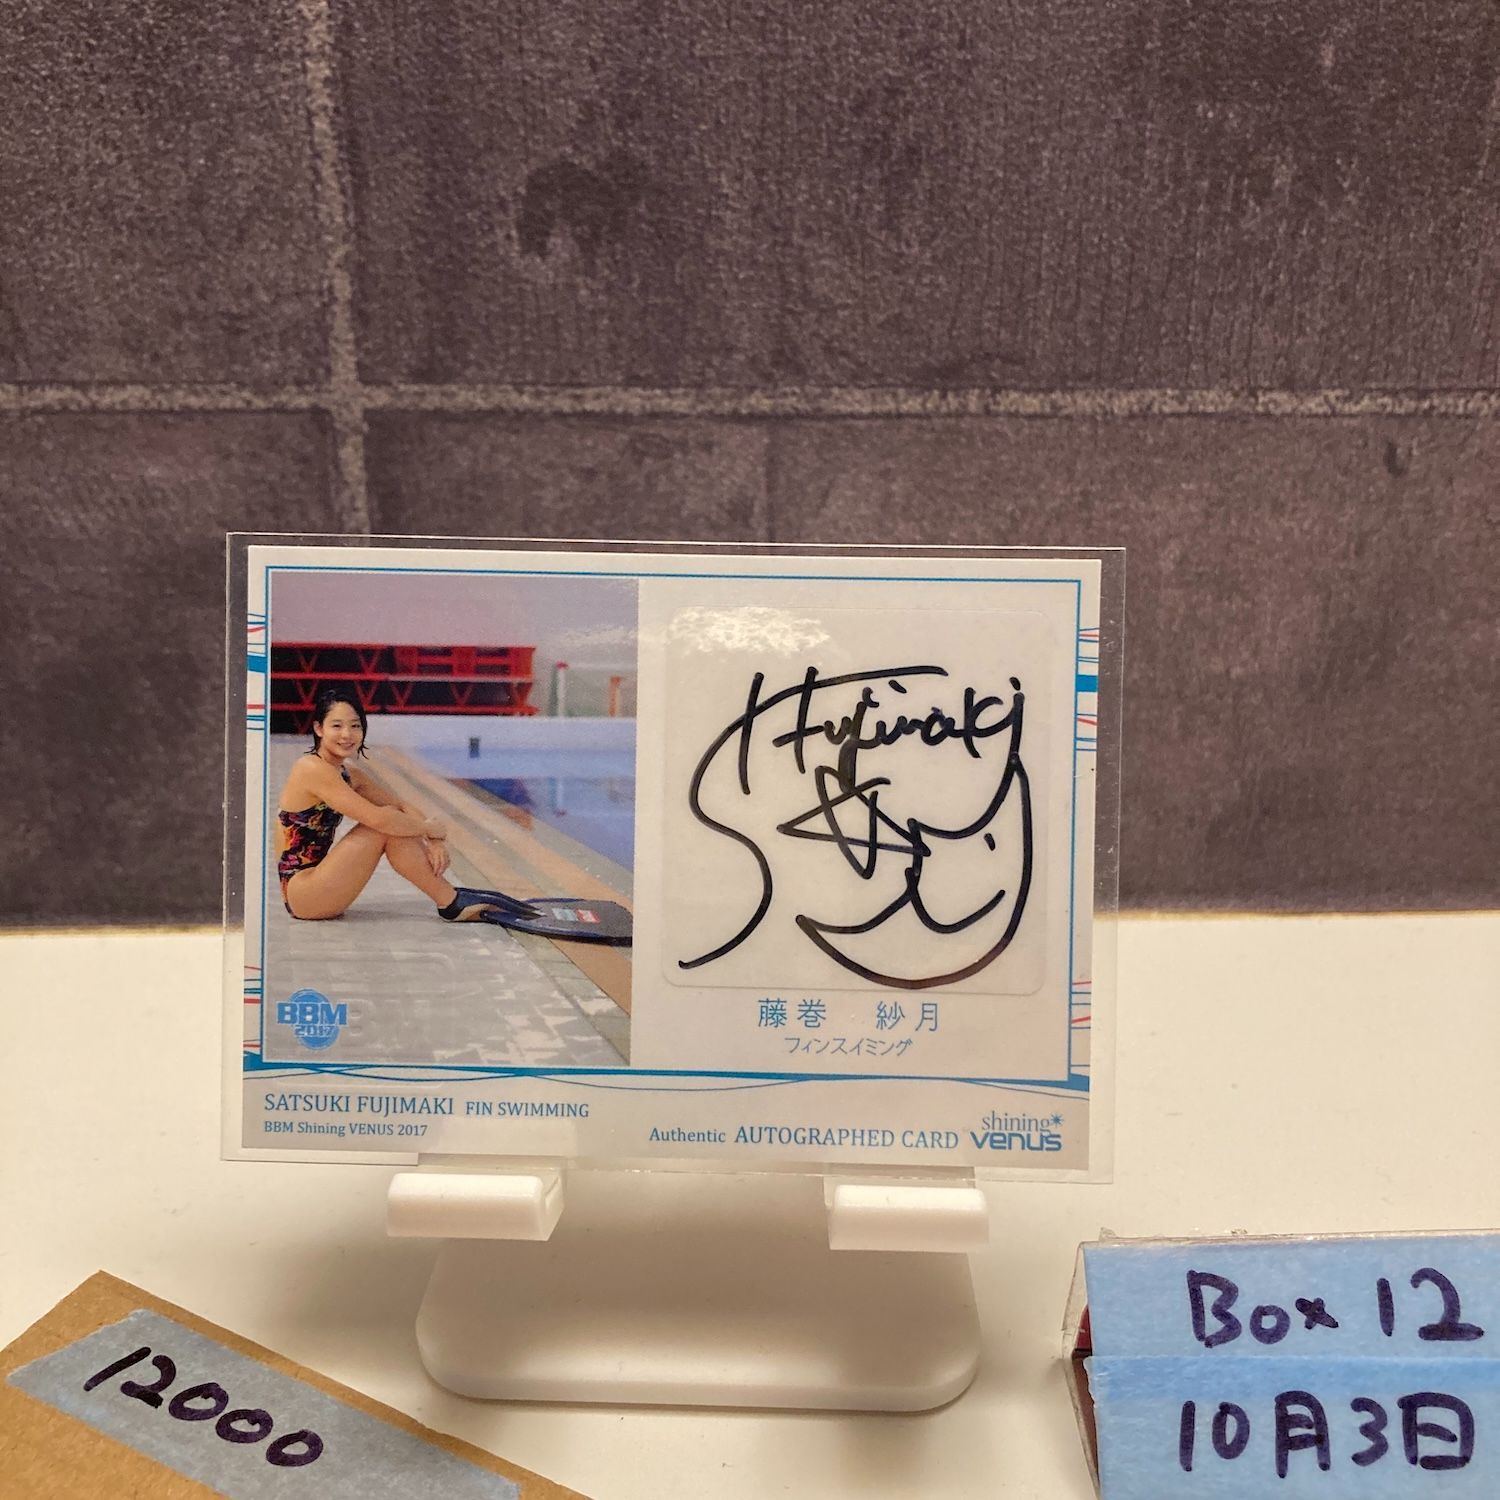 Fujimaki
藤巻 紗月
フィンスイミング
BBM
2017
SATSUKI FUJIMAKI FIN SWIMMING
BBM Shining VENUS 2017
Authentic AUTOGRAPHED CARD
shining
venus
12000
Box 12
10月3日